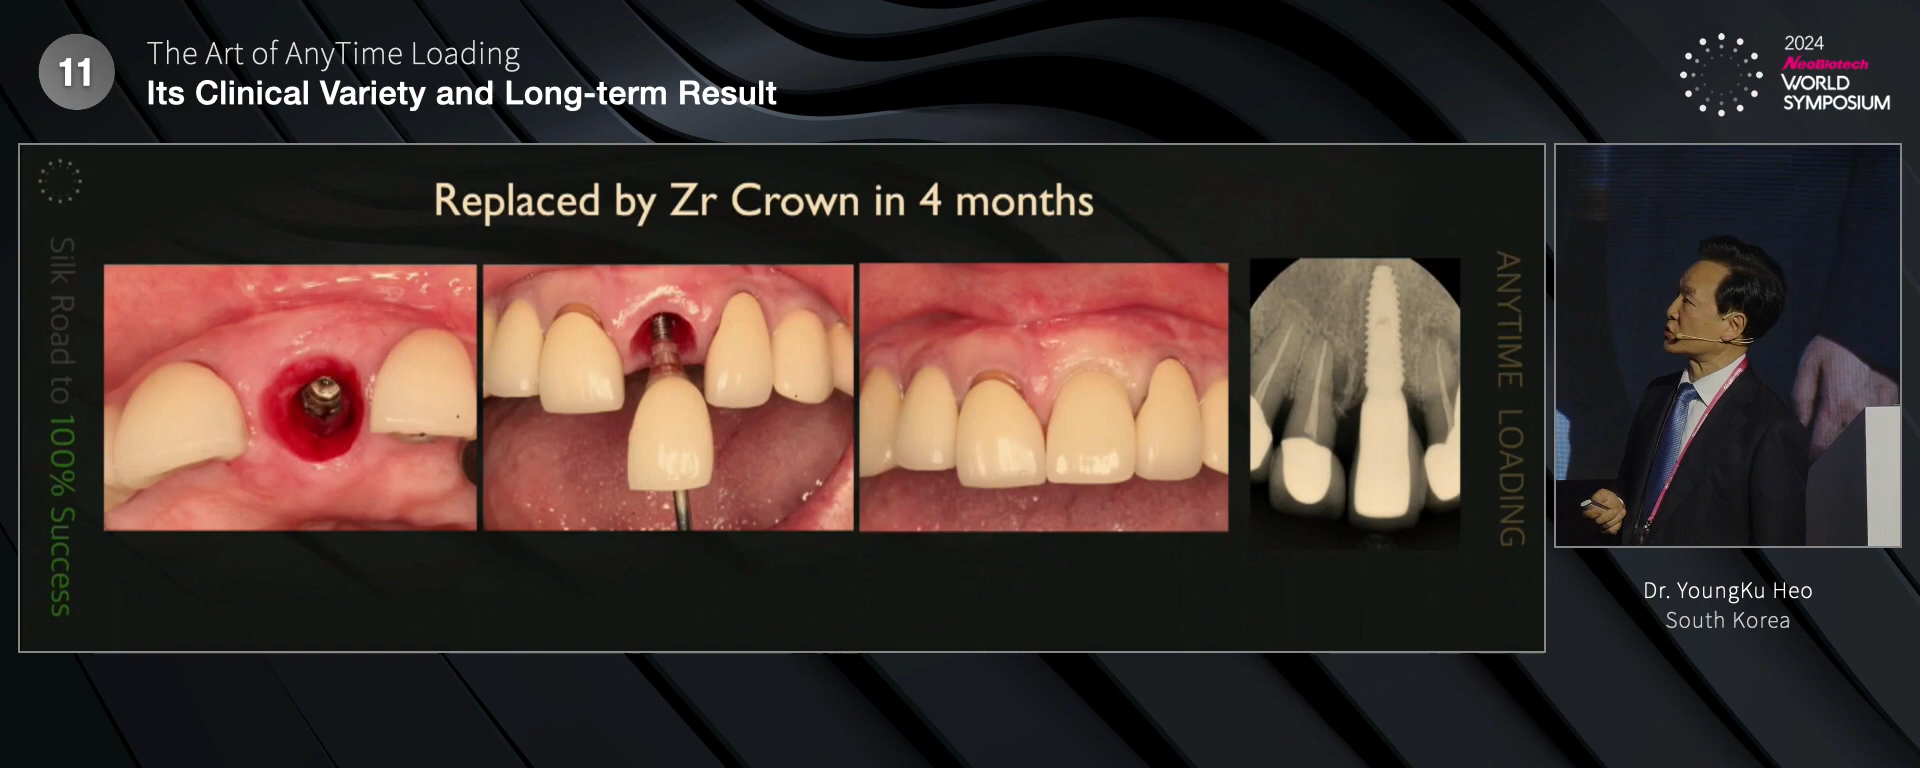 11
The Art of AnyTime Loading
Its Clinical Variety and Long-term Result
2024
NeoBiotech
WORLD
SYMPOSIUM
Replaced by Zr Crown in 4 months
Silk Road to 100% Success
ANYTIME LOADING
Dr. YoungKu Heo
South Korea